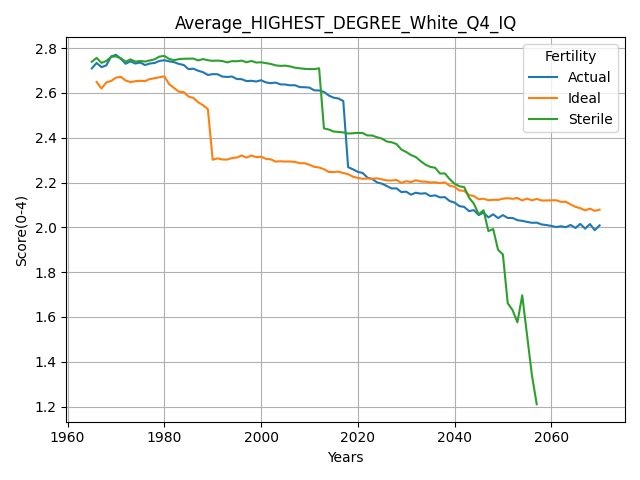 Average_HIGHEST_DEGREE_White_Q4_IQ
Score(0-4)
2.8
2.6
2.4
2.2
2.0
1.8
1.6
1.4
1.2
Fertility
Actual
Ideal
Sterile
1960
1980
2000
2020
2040
2060
Years